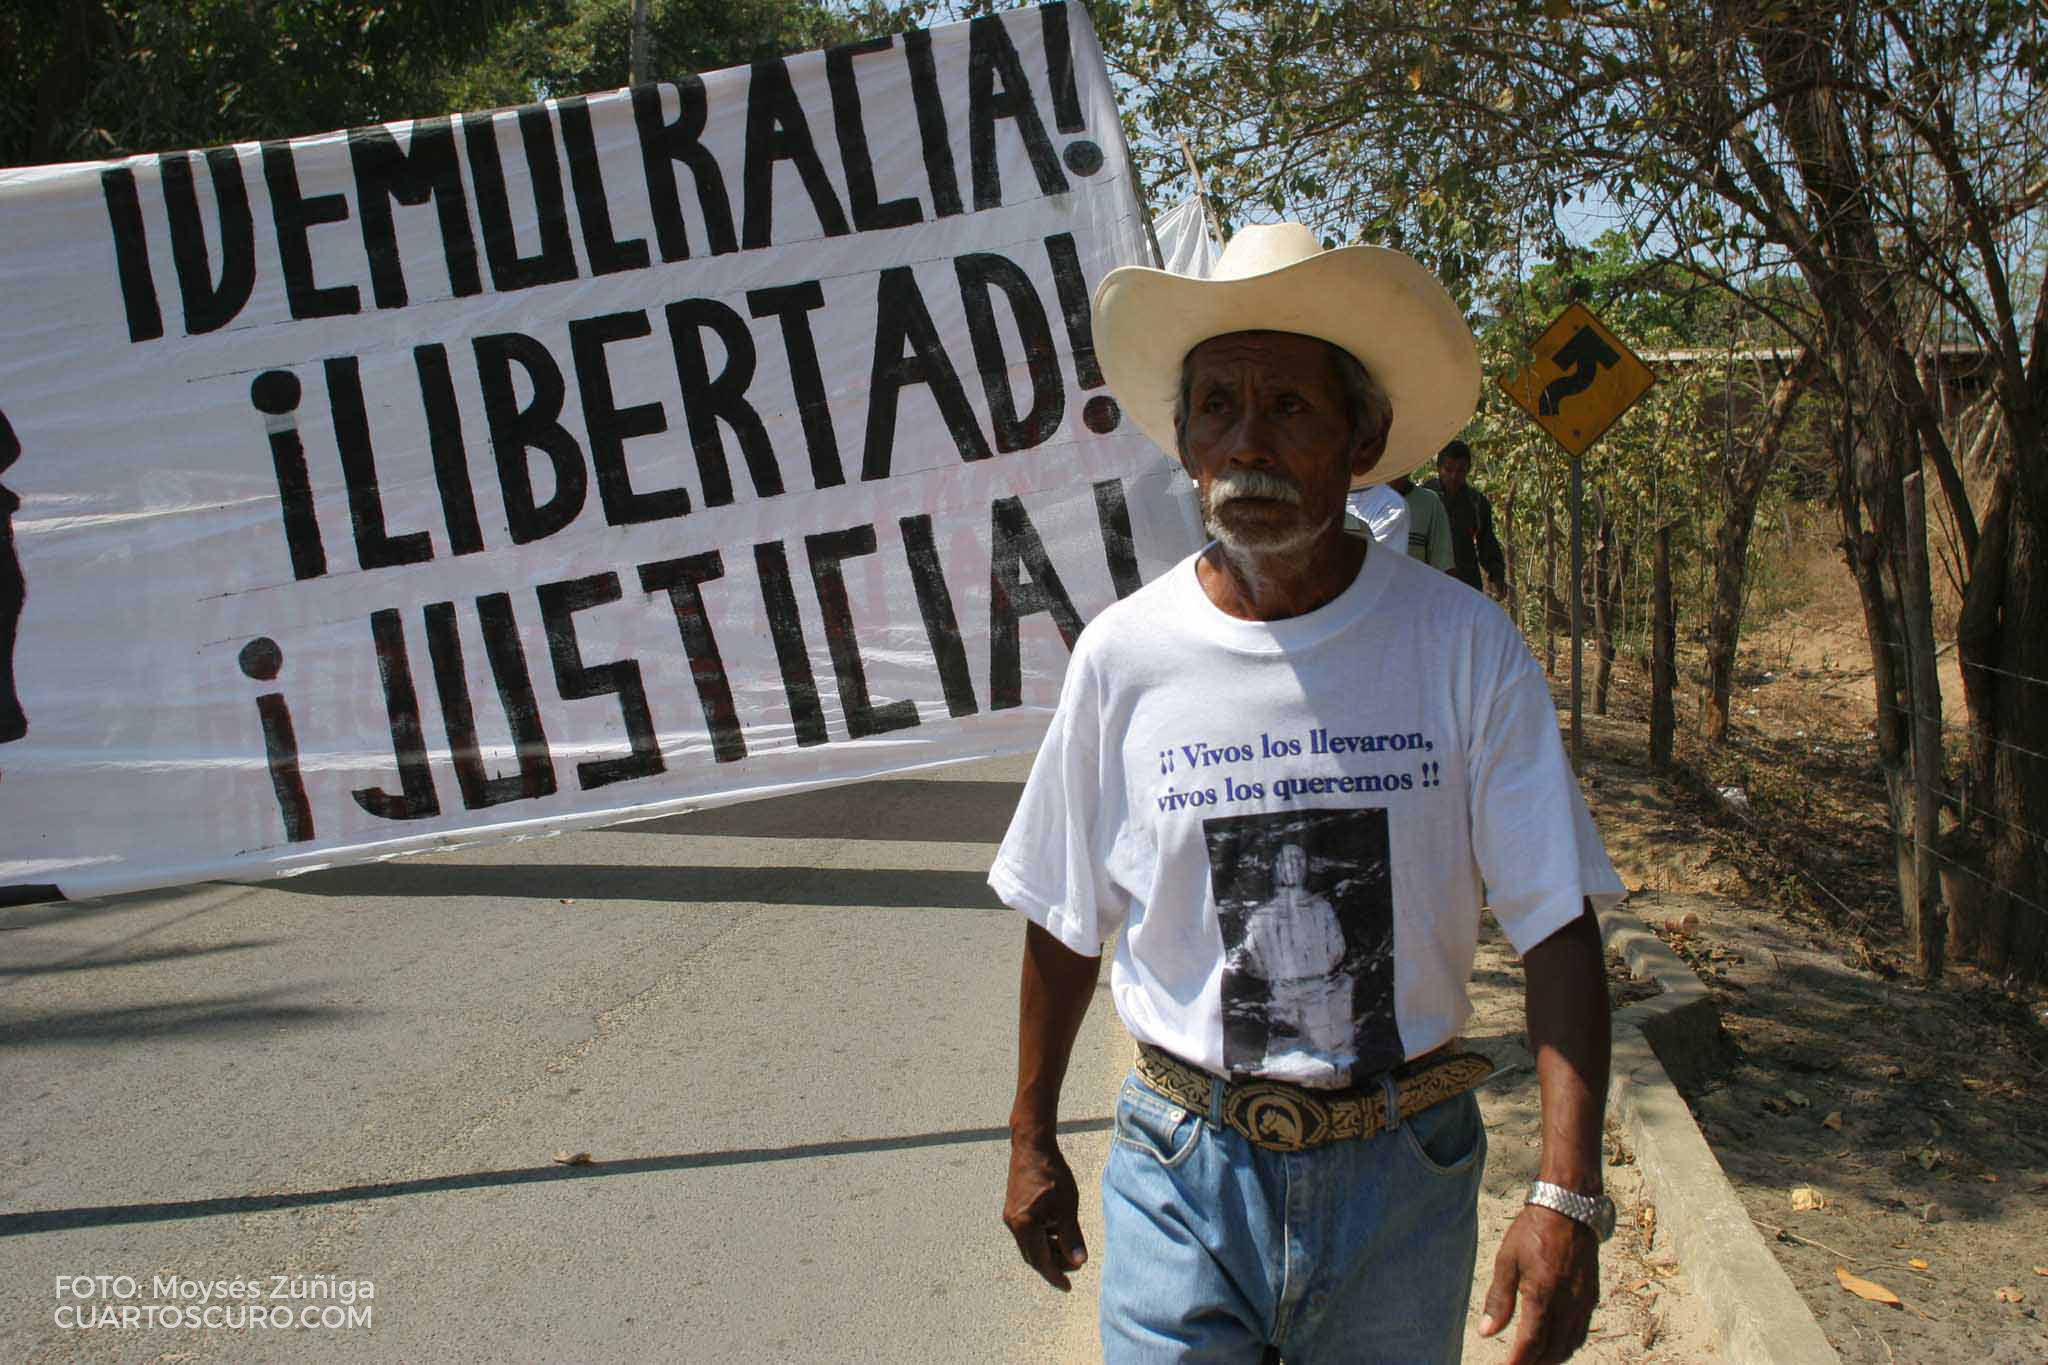 ¡DEMOCRACIA!
¡LIBERTAD!
¡JUSTICIA!
¡¡ Vivos los llevaron,
vivos los queremos !!
FOTO: Moysés Zúñiga
CUARTOSCURO.COM